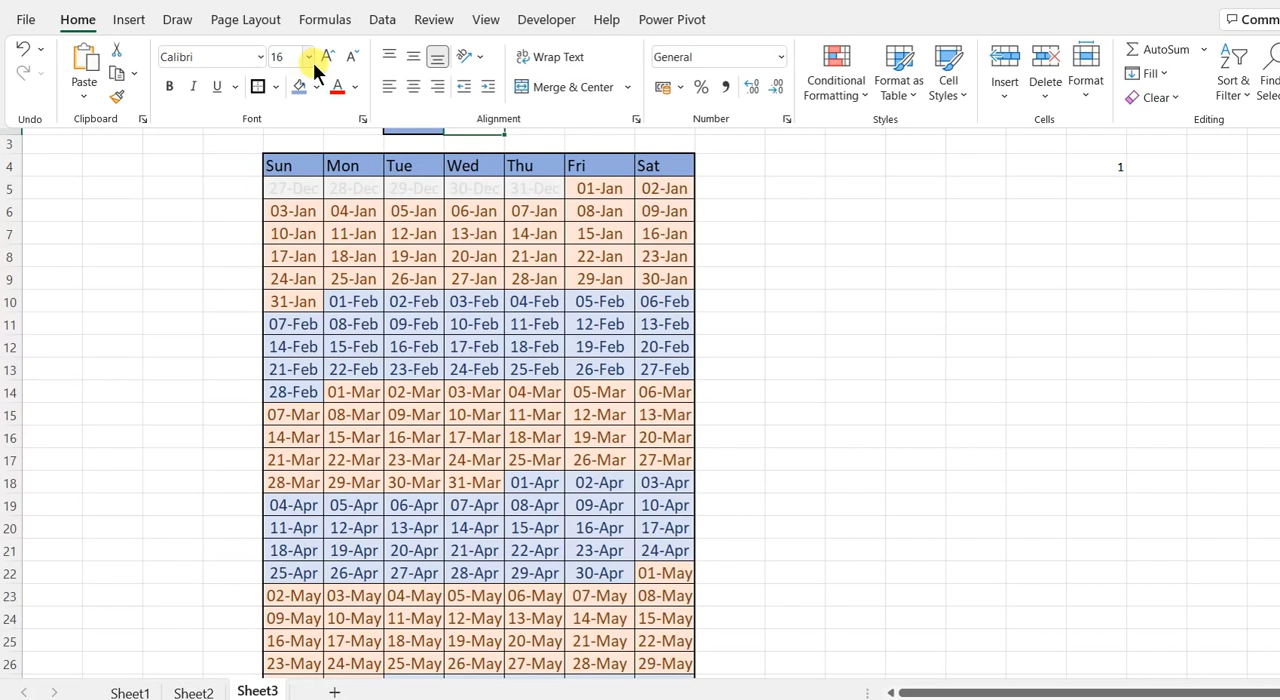 File Home Insert Draw Page Layout Formulas Data Review View Developer Help Power Pivot
Calibri 16 A A Wrap Text General AutoSum
Paste B I U A Merge & Center % , Conditional Formatting Format as Table Cell Styles Insert Delete Format Fill Clear Sort & Filter
Undo Clipboard Font Alignment Number Styles Cells Editing
3
4 Sun Mon Tue Wed Thu Fri Sat 1
5 27-Dec 28-Dec 29-Dec 30-Dec 31-Dec 01-Jan 02-Jan
6 03-Jan 04-Jan 05-Jan 06-Jan 07-Jan 08-Jan 09-Jan
7 10-Jan 11-Jan 12-Jan 13-Jan 14-Jan 15-Jan 16-Jan
8 17-Jan 18-Jan 19-Jan 20-Jan 21-Jan 22-Jan 23-Jan
9 24-Jan 25-Jan 26-Jan 27-Jan 28-Jan 29-Jan 30-Jan
10 31-Jan 01-Feb 02-Feb 03-Feb 04-Feb 05-Feb 06-Feb
11 07-Feb 08-Feb 09-Feb 10-Feb 11-Feb 12-Feb 13-Feb
12 14-Feb 15-Feb 16-Feb 17-Feb 18-Feb 19-Feb 20-Feb
13 21-Feb 22-Feb 23-Feb 24-Feb 25-Feb 26-Feb 27-Feb
14 28-Feb 01-Mar 02-Mar 03-Mar 04-Mar 05-Mar 06-Mar
15 07-Mar 08-Mar 09-Mar 10-Mar 11-Mar 12-Mar 13-Mar
16 14-Mar 15-Mar 16-Mar 17-Mar 18-Mar 19-Mar 20-Mar
17 21-Mar 22-Mar 23-Mar 24-Mar 25-Mar 26-Mar 27-Mar
18 28-Mar 29-Mar 30-Mar 31-Mar 01-Apr 02-Apr 03-Apr
19 04-Apr 05-Apr 06-Apr 07-Apr 08-Apr 09-Apr 10-Apr
20 11-Apr 12-Apr 13-Apr 14-Apr 15-Apr 16-Apr 17-Apr
21 18-Apr 19-Apr 20-Apr 21-Apr 22-Apr 23-Apr 24-Apr
22 25-Apr 26-Apr 27-Apr 28-Apr 29-Apr 30-Apr 01-May
23 02-May 03-May 04-May 05-May 06-May 07-May 08-May
24 09-May 10-May 11-May 12-May 13-May 14-May 15-May
25 16-May 17-May 18-May 19-May 20-May 21-May 22-May
26 23-May 24-May 25-May 26-May 27-May 28-May 29-May
Sheet1 Sheet2 Sheet3